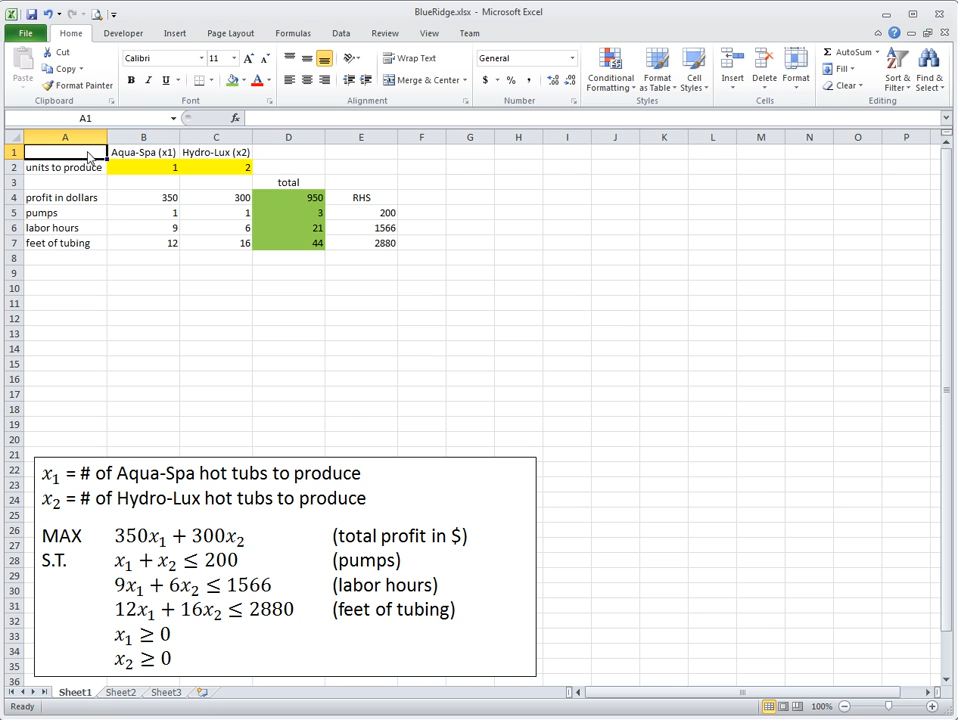 BlueRidge.xlsx - Microsoft Excel
File Home Developer Insert Page Layout Formulas Data Review View Team
Paste Cut Copy Format Painter Clipboard
Calibri 11 A A B I U A Font
Wrap Text Merge & Center Alignment
General $ % , .0 .00 .00 .0 Number
Conditional Formatting Format as Table Cell Styles Styles
Insert Delete Format Cells
Σ AutoSum Fill Clear Sort & Filter Find & Select Editing
A1 fx
A B C D E F G H I J K L M N O P
1 Aqua-Spa (x1) Hydro-Lux (x2)
2 units to produce 1 2
3 total
4 profit in dollars 350 300 950 RHS
5 pumps 1 1 3 200
6 labor hours 9 6 21 1566
7 feet of tubing 12 16 44 2880
8
9
10
11
12
13
14
15
16
17
18
19
20
21
22
23
24
25
26
27
28
29
30
31
32
33
34
35
36
x₁ = # of Aqua-Spa hot tubs to produce
x₂ = # of Hydro-Lux hot tubs to produce
MAX 350x₁ + 300x₂ (total profit in $)
S.T. x₁ + x₂ ≤ 200 (pumps)
9x₁ + 6x₂ ≤ 1566 (labor hours)
12x₁ + 16x₂ ≤ 2880 (feet of tubing)
x₁ ≥ 0
x₂ ≥ 0
Sheet1 Sheet2 Sheet3
Ready 100%